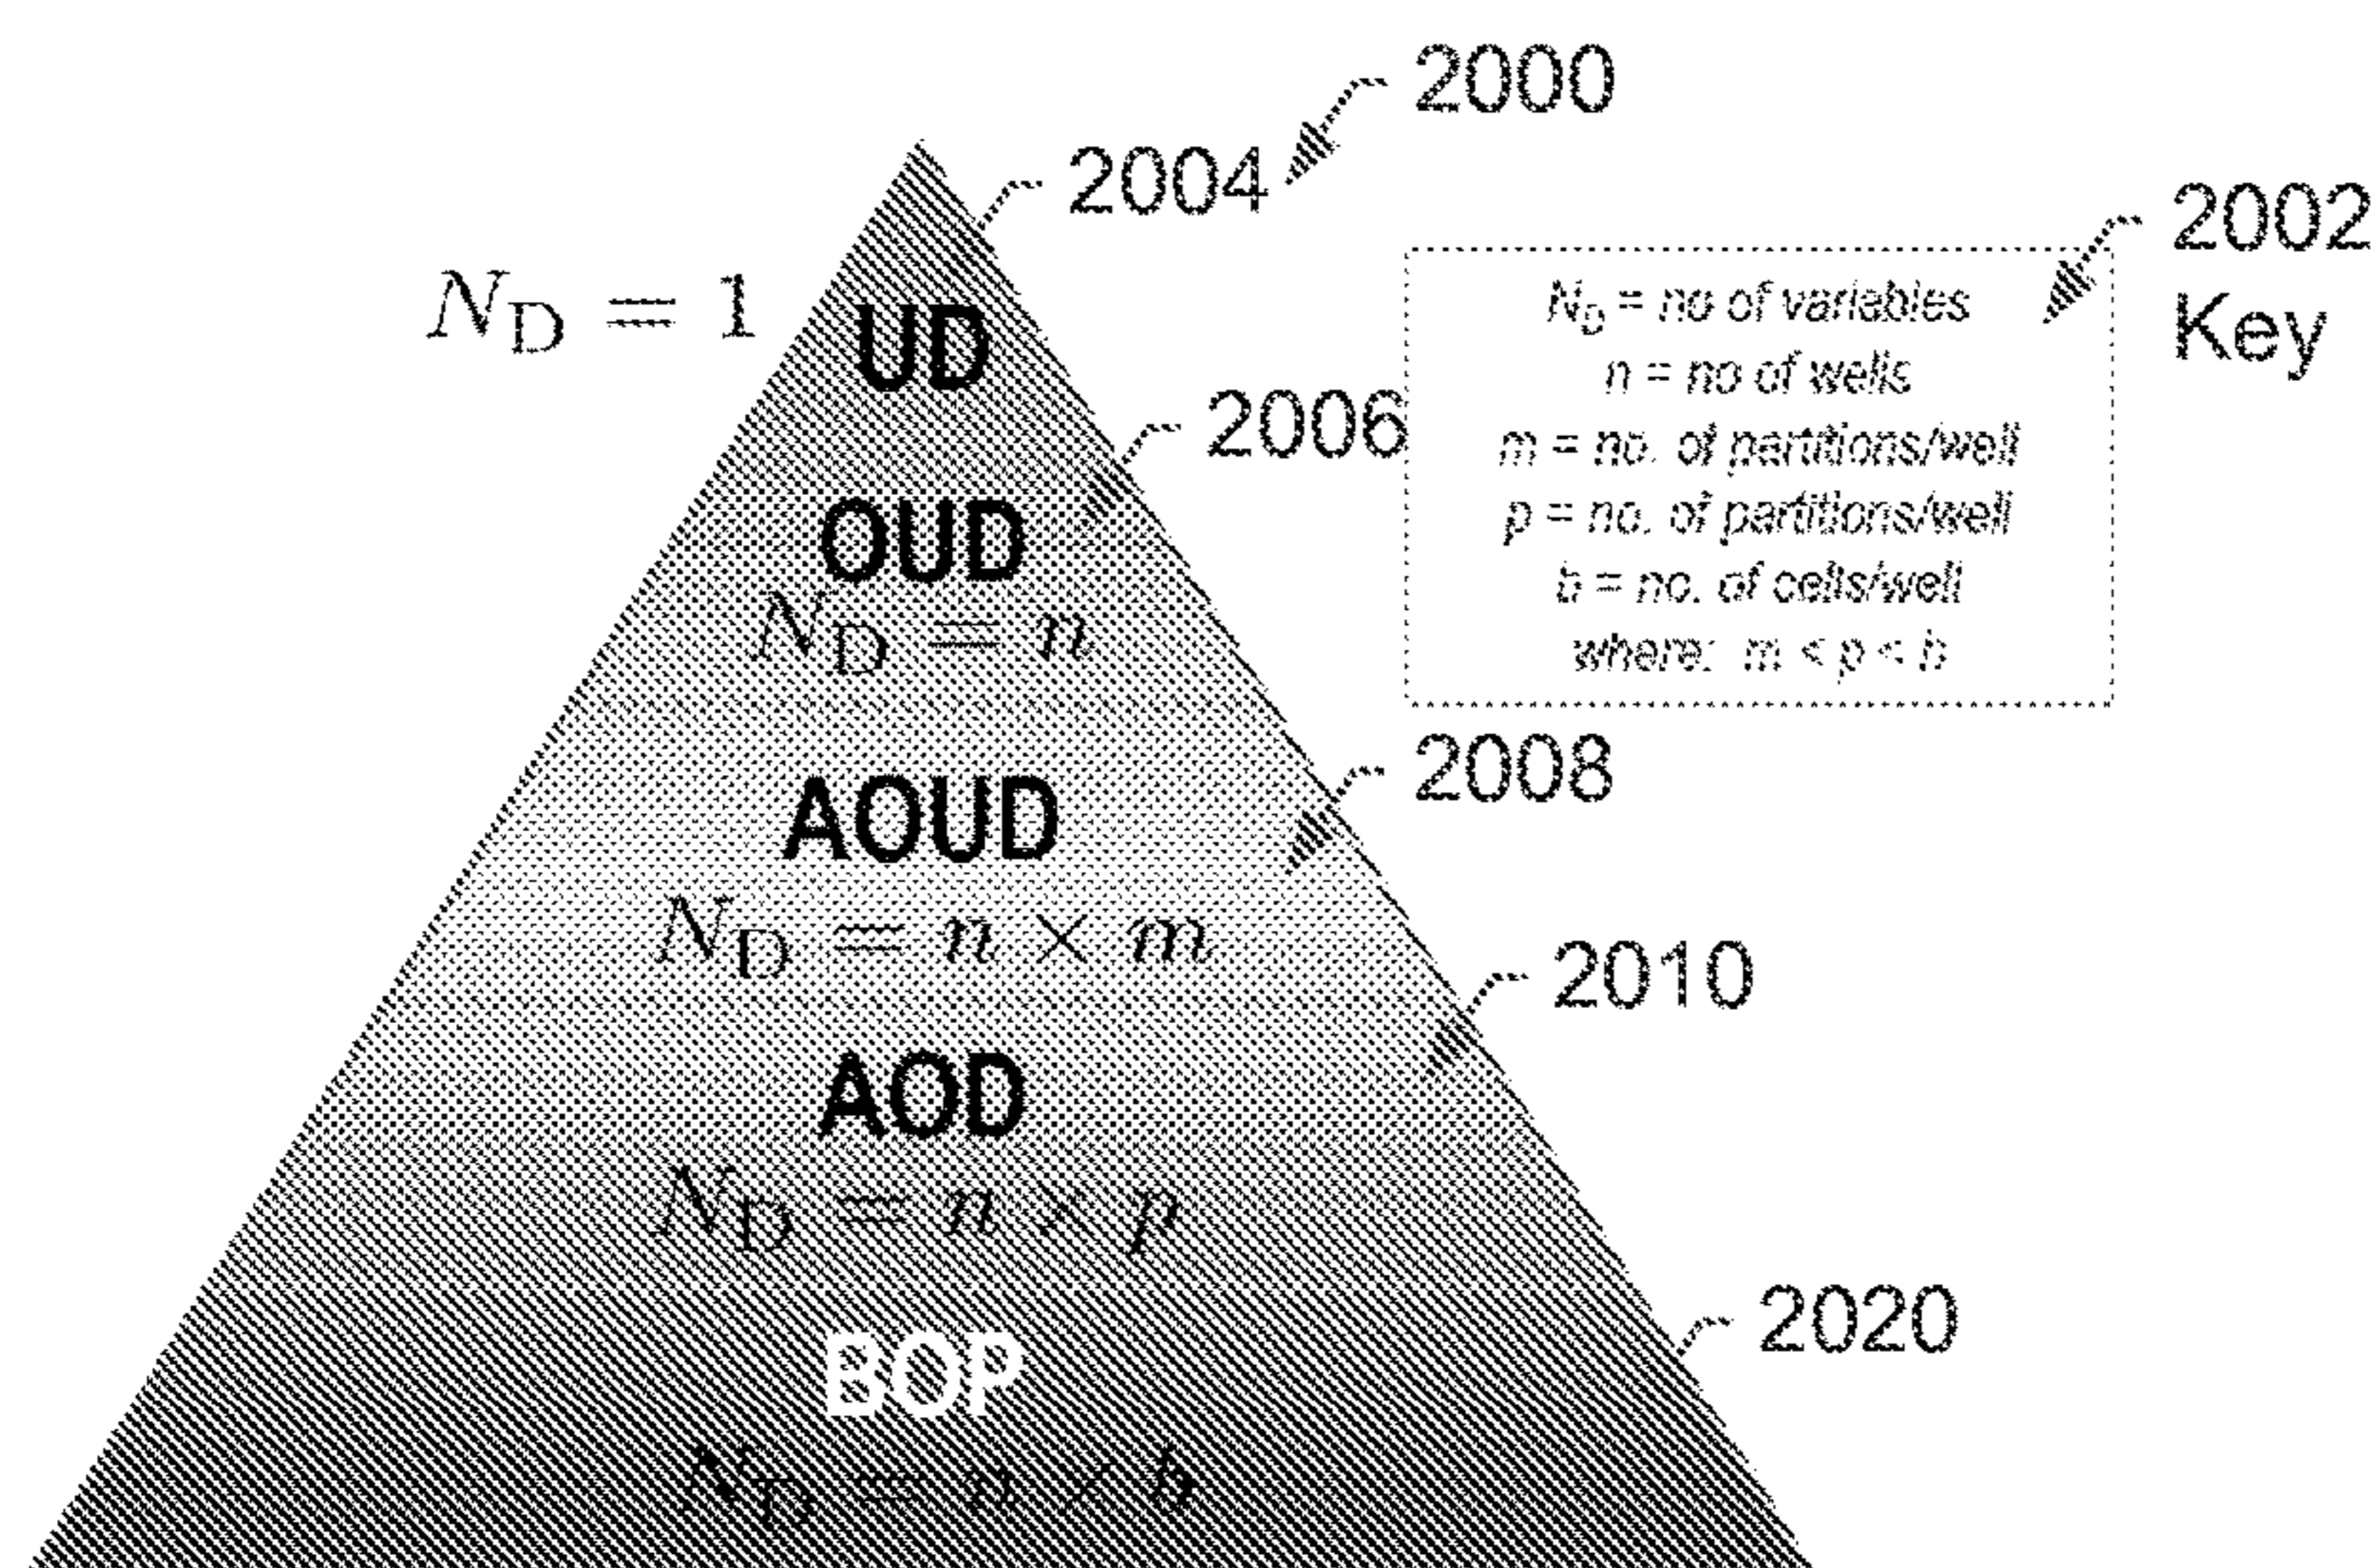 2000
2004
2002
Key
N_D = 1
UD
N_D = no of variables
n = no of wells
m = no. of partitions/well
p = no. of partitions/well
b = no. of cells/well
where: m < p < b
2006
OUD
N_D = n
2008
AOUD
N_D = n × m
2010
AOD
N_D = n × p
2020
BOP
N_D = n × b